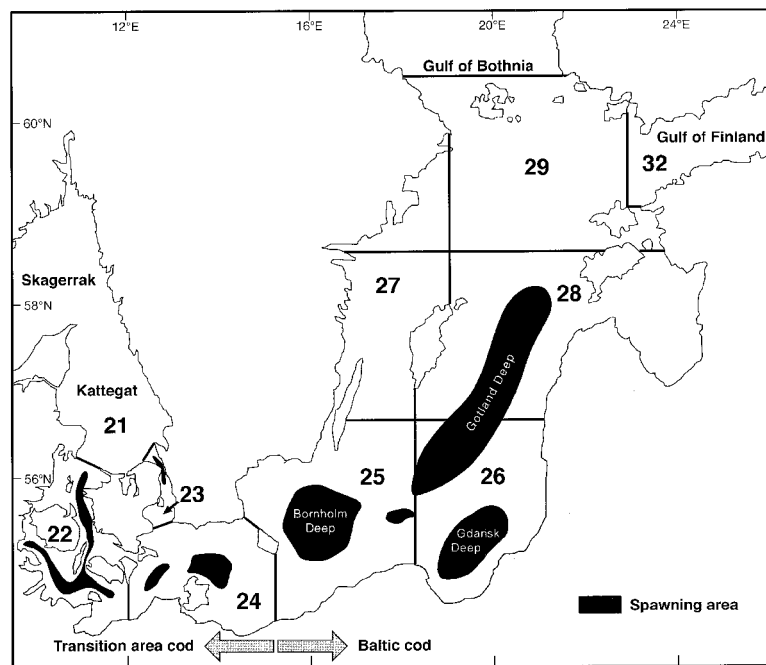 12°E
16°E
20°E
24°E
Gulf of Bothnia
60°N
Gulf of Finland
29
32
Skagerrak
27
28
58°N
Gotland Deep
Kattegat
21
56°N
25
26
23
22
Bornholm
Deep
Gdańsk
Deep
24
Spawning area
Transition area cod
Baltic cod